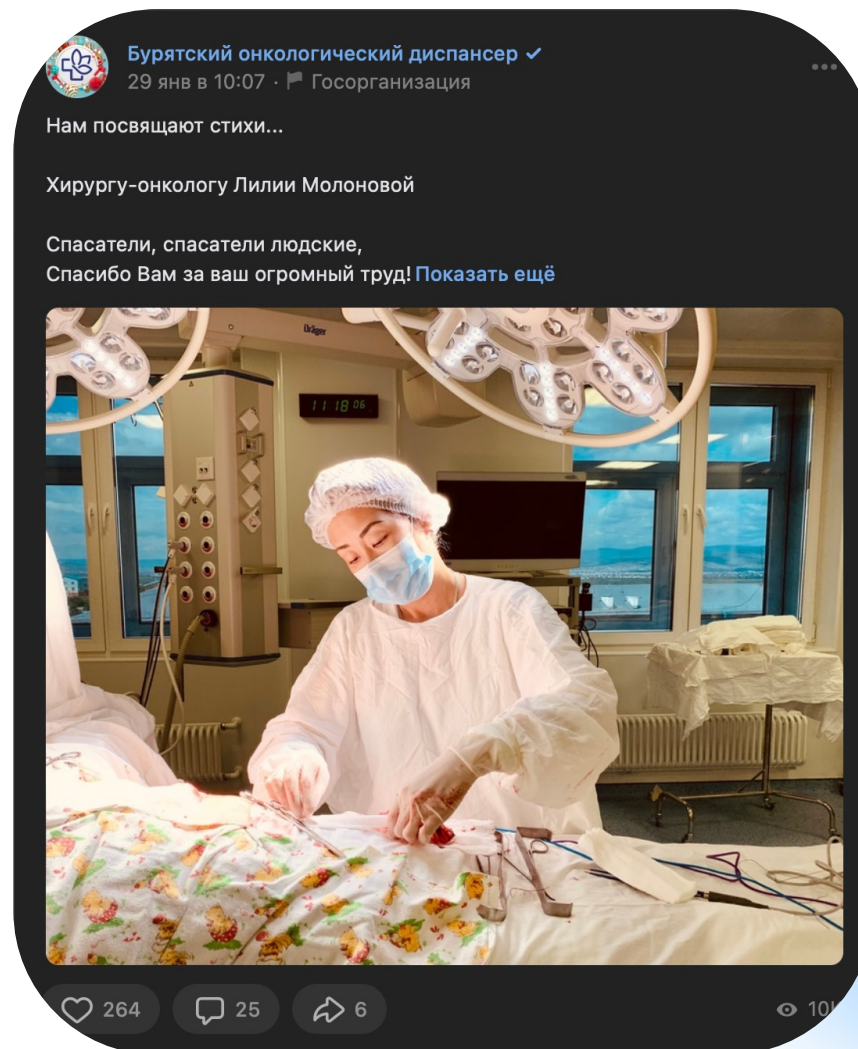 Бурятский онкологический диспансер
29 янв в 10:07 · Госорганизация
Нам посвящают стихи...
Хирургу-онкологу Лилии Молоновой
Спасатели, спасатели людские,
Спасибо Вам за ваш огромный труд! Показать ещё
Dräger
11 18 06
264
25
6